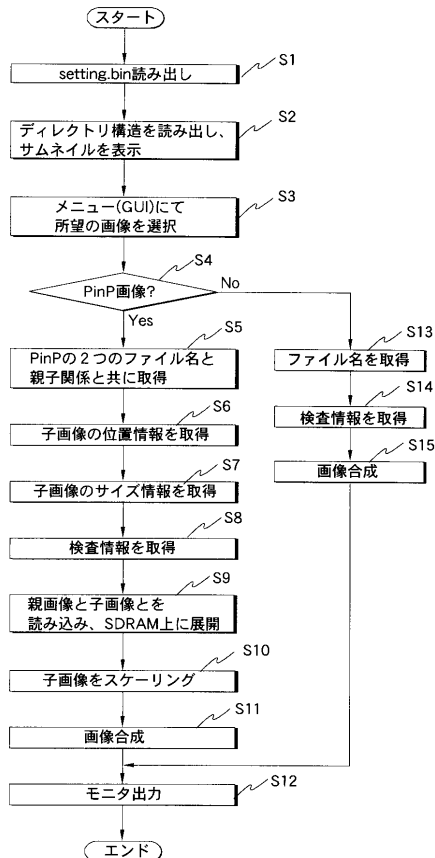 スタート
S1
setting.bin読み出し
S2
ディレクトリ構造を読み出し、
サムネイルを表示
S3
メニュー(GUI)にて
所望の画像を選択
S4
PinP画像?
No
Yes
S5
PinPの2つのファイル名と
親子関係と共に取得
S6
子画像の位置情報を取得
S7
子画像のサイズ情報を取得
S8
検査情報を取得
S9
親画像と子画像とを
読み込み、SDRAM上に展開
S10
子画像をスケーリング
S11
画像合成
S13
ファイル名を取得
S14
検査情報を取得
S15
画像合成
S12
モニタ出力
エンド